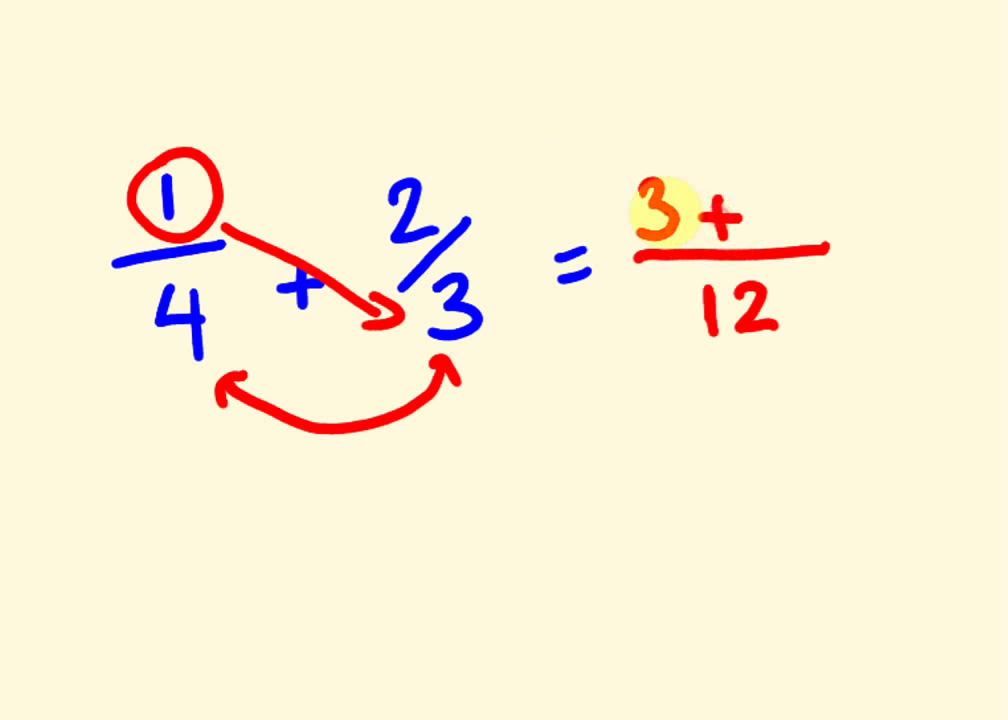 1/4 + 2/3 = 3+/12